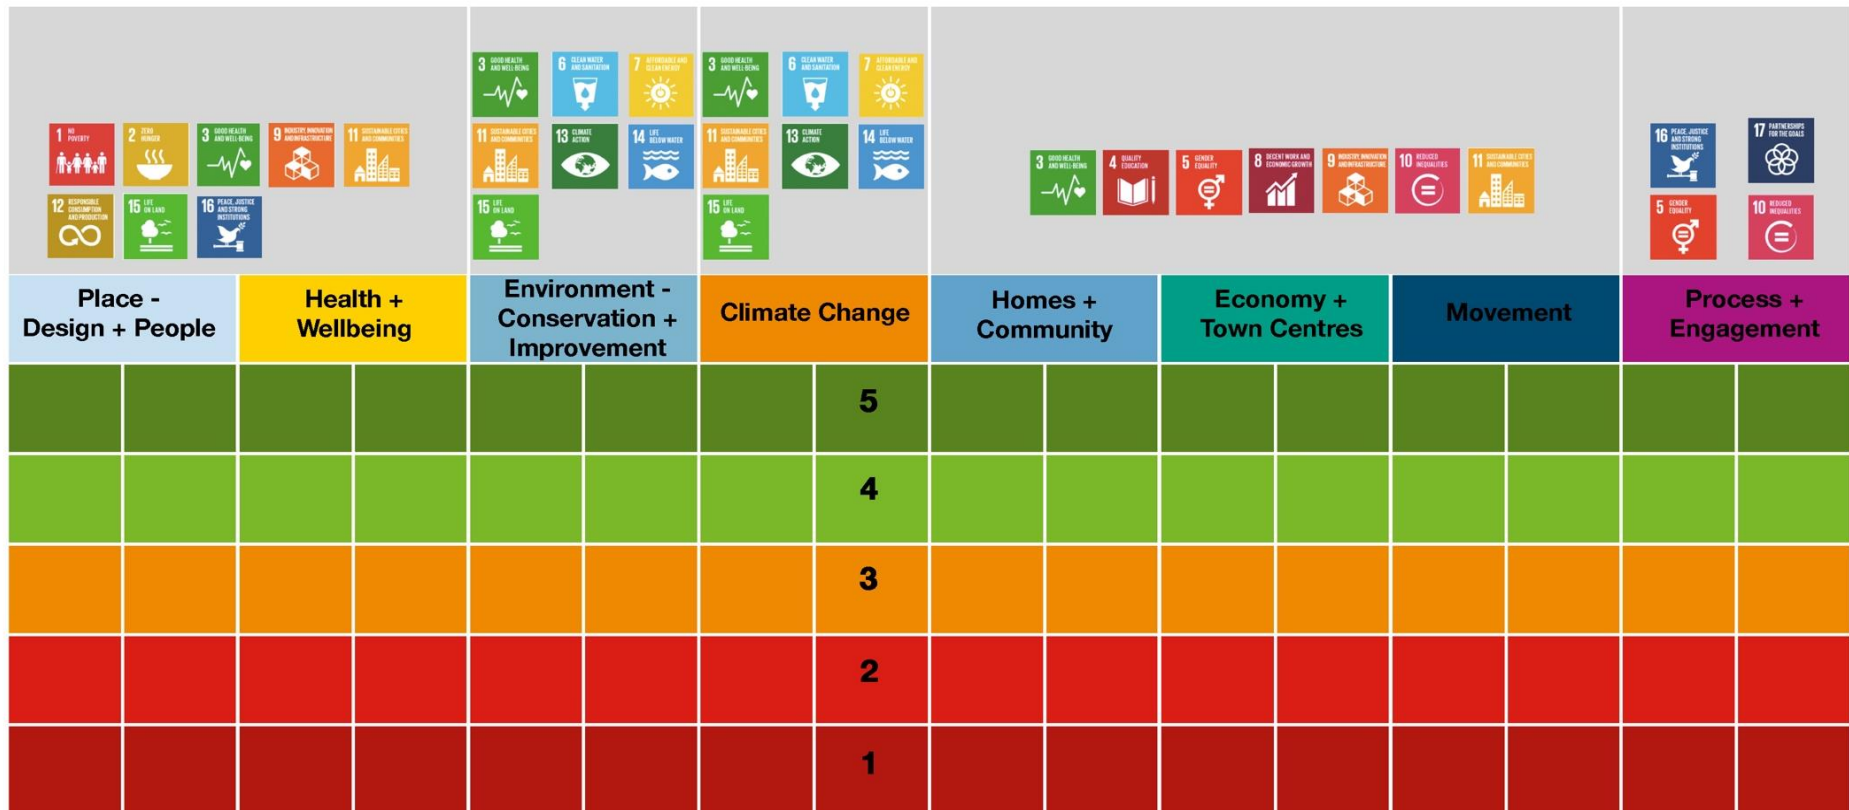 3 GOOD HEALTH
AND WELL-BEING
6 CLEAN WATER
AND SANITATION
7 AFFORDABLE AND
CLEAN ENERGY
3 GOOD HEALTH
AND WELL-BEING
6 CLEAN WATER
AND SANITATION
7 AFFORDABLE AND
CLEAN ENERGY
1 NO
POVERTY
2 ZERO
HUNGER
3 GOOD HEALTH
AND WELL-BEING
9 INDUSTRY, INNOVATION
AND INFRASTRUCTURE
11 SUSTAINABLE CITIES
AND COMMUNITIES
11 SUSTAINABLE CITIES
AND COMMUNITIES
13 CLIMATE
ACTION
14 LIFE
BELOW WATER
11 SUSTAINABLE CITIES
AND COMMUNITIES
13 CLIMATE
ACTION
14 LIFE
BELOW WATER
3 GOOD HEALTH
AND WELL-BEING
4 QUALITY
EDUCATION
5 GENDER
EQUALITY
8 DECENT WORK AND
ECONOMIC GROWTH
9 INDUSTRY, INNOVATION
AND INFRASTRUCTURE
10 REDUCED
INEQUALITIES
11 SUSTAINABLE CITIES
AND COMMUNITIES
16 PEACE, JUSTICE
AND STRONG
INSTITUTIONS
17 PARTNERSHIPS
FOR THE GOALS
12 RESPONSIBLE
CONSUMPTION
AND PRODUCTION
15 LIFE
ON LAND
16 PEACE, JUSTICE
AND STRONG
INSTITUTIONS
15 LIFE
ON LAND
15 LIFE
ON LAND
5 GENDER
EQUALITY
10 REDUCED
INEQUALITIES
Place -
Design + People
Health +
Wellbeing
Environment -
Conservation +
Improvement
Climate Change
Homes +
Community
Economy +
Town Centres
Movement
Process +
Engagement
5
4
3
2
1